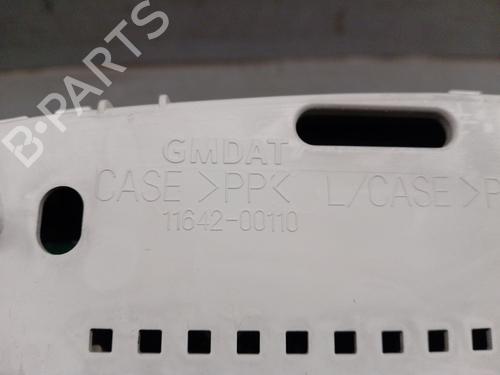 B-PARTS
GMDAT
CASE >PP< L/CASE >P
11642-00110